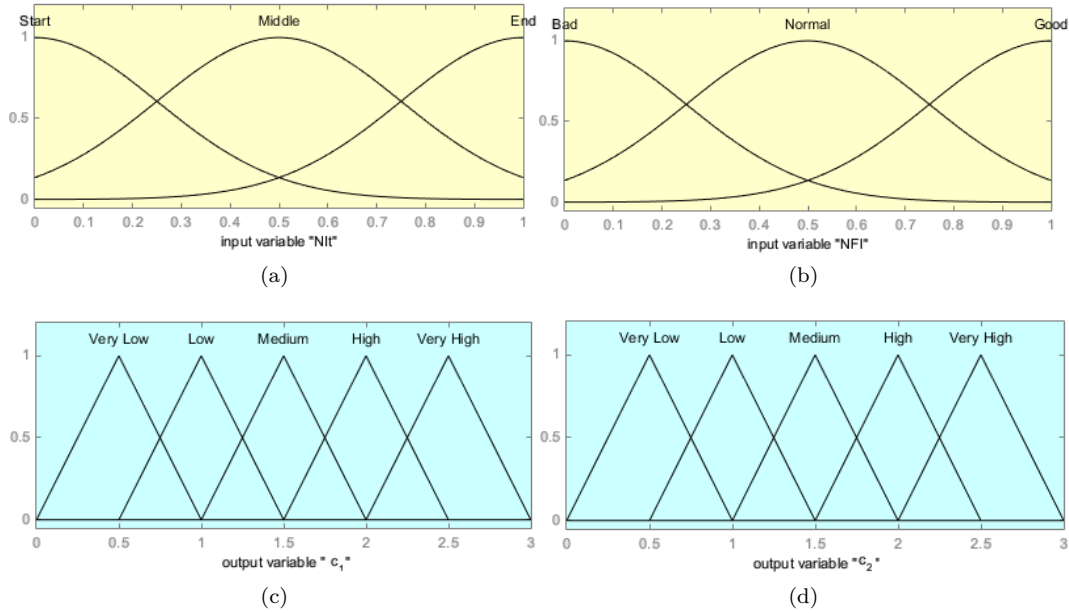 Start Middle End
1
0.5
0
0 0.1 0.2 0.3 0.4 0.5 0.6 0.7 0.8 0.9 1
input variable "NIt"
(a)
Bad Normal Good
1
0.5
0
0 0.1 0.2 0.3 0.4 0.5 0.6 0.7 0.8 0.9 1
input variable "NFI"
(b)
Very Low Low Medium High Very High
1
0.5
0
0 0.5 1 1.5 2 2.5 3
output variable " c₁"
(c)
Very Low Low Medium High Very High
1
0.5
0
0 0.5 1 1.5 2 2.5 3
output variable "c₂"
(d)